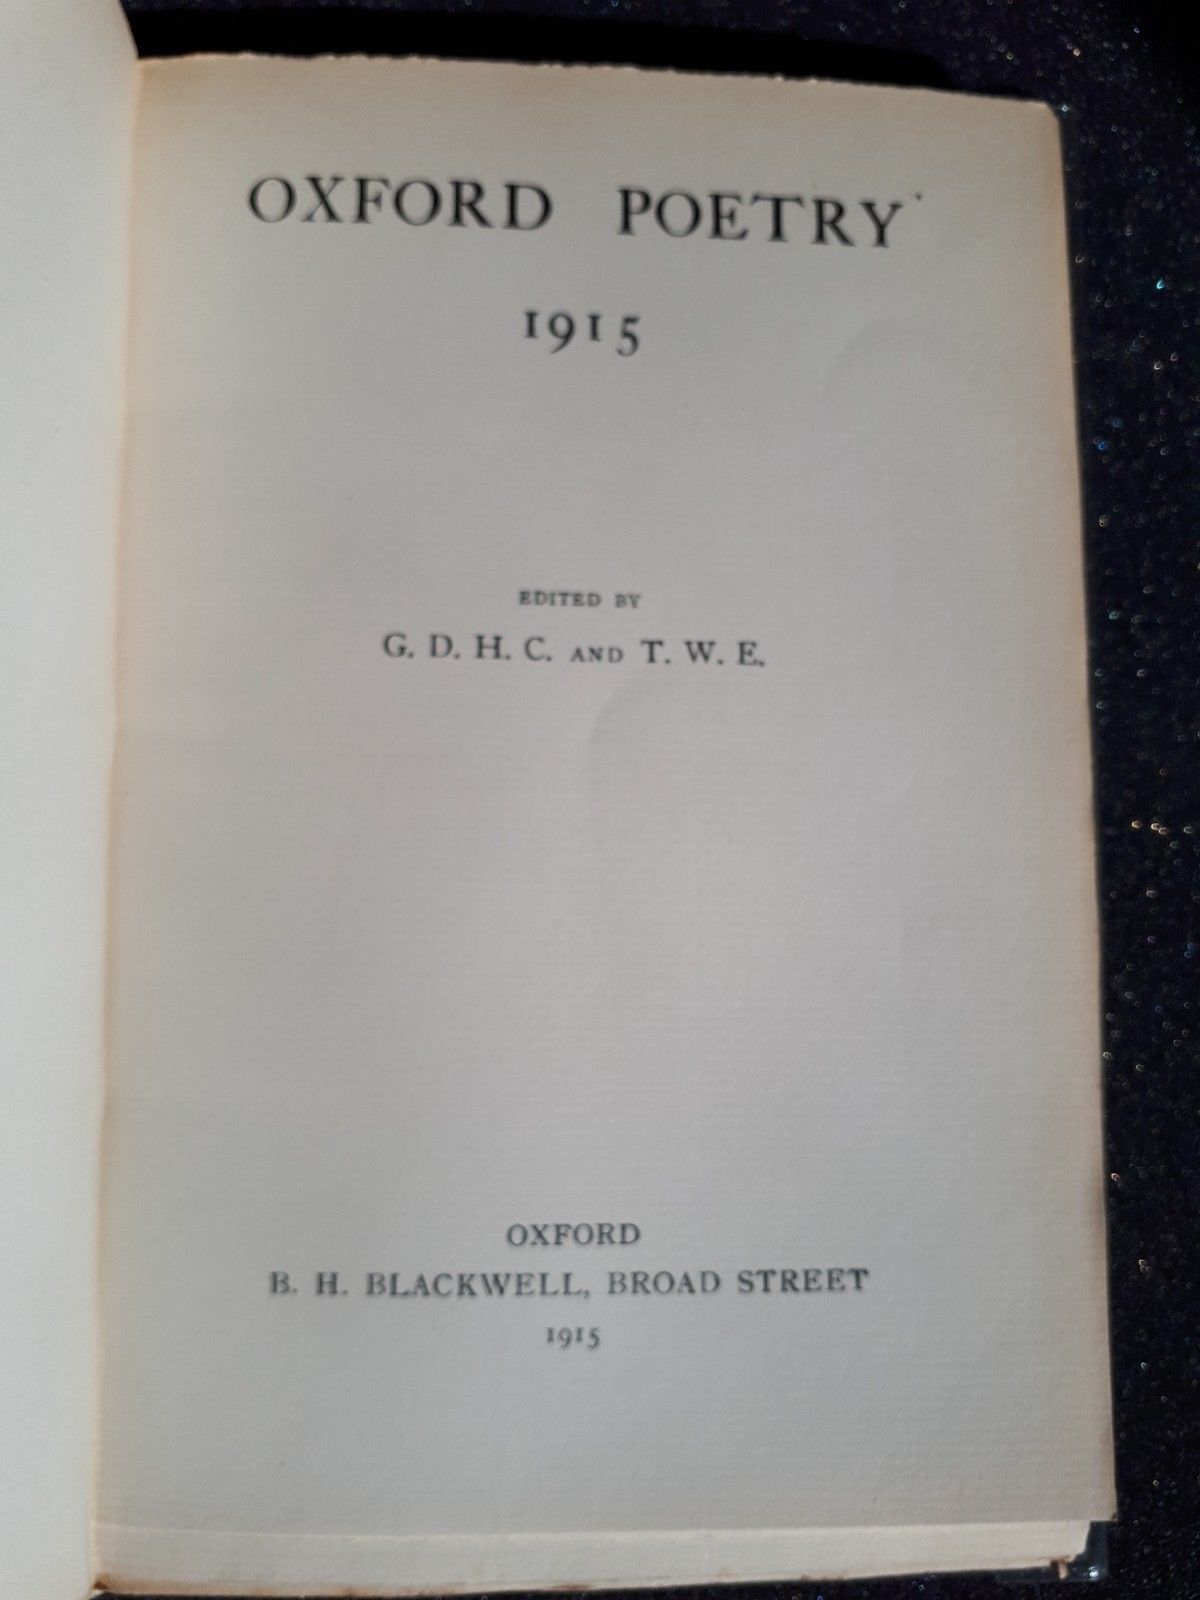 OXFORD POETRY
1915
EDITED BY
G. D. H. C. AND T. W. E.
OXFORD
B. H. BLACKWELL, BROAD STREET
1915